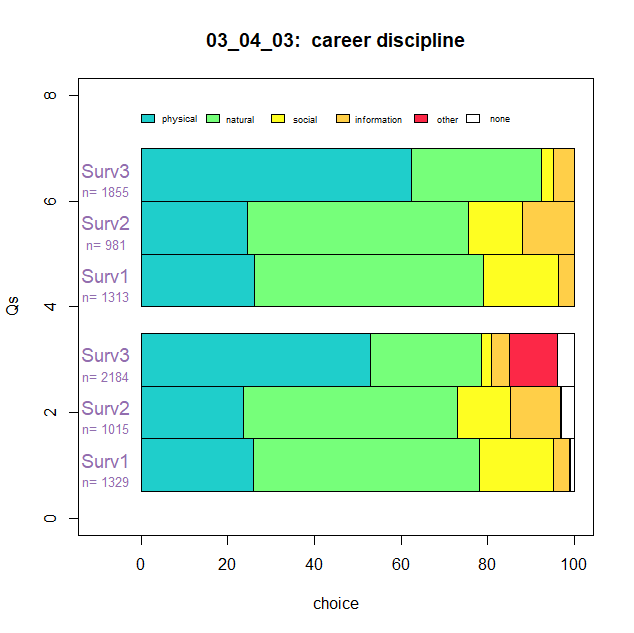 03_04_03:  career discipline
physical natural social information other none
Surv3
n= 1855
Surv2
n= 981
Surv1
n= 1313
Surv3
n= 2184
Surv2
n= 1015
Surv1
n= 1329
8
6
4
2
0
Qs
0 20 40 60 80 100
choice